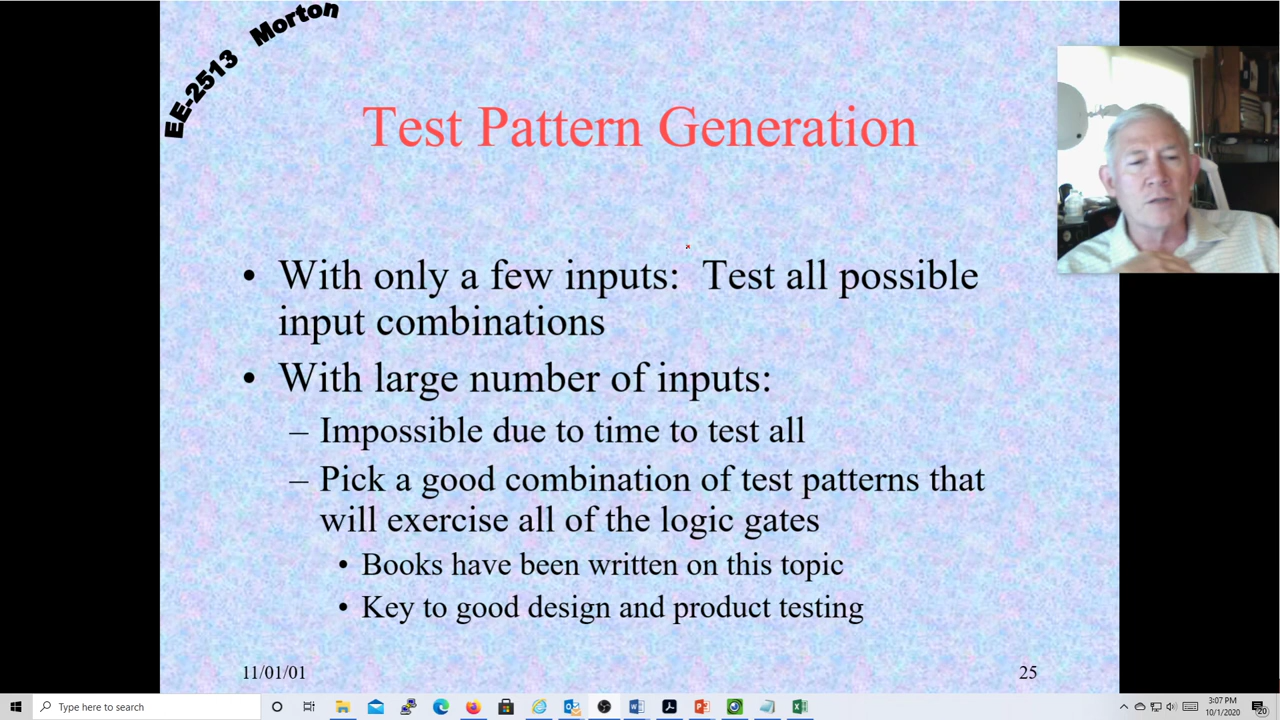 EE-2513 Morton
Test Pattern Generation
• With only a few inputs: Test all possible
input combinations
• With large number of inputs:
– Impossible due to time to test all
– Pick a good combination of test patterns that
will exercise all of the logic gates
• Books have been written on this topic
• Key to good design and product testing
11/01/01
25
Type here to search
3:07 PM
10/1/2020
20